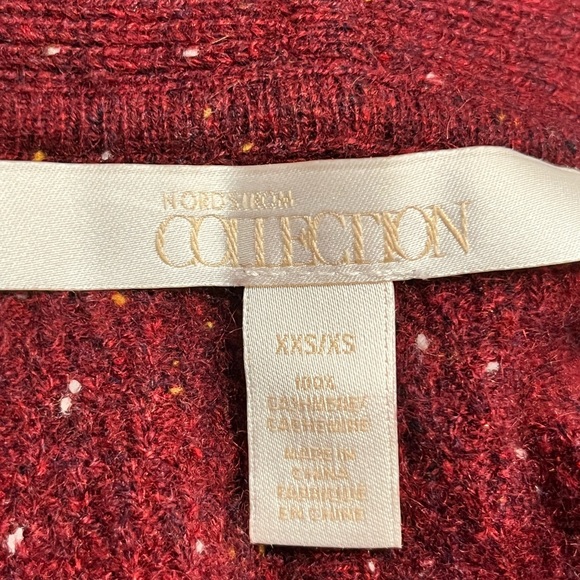 NORDSTROM
COLLECTION
XXS/XS
100%
CASHMERE/
CACHEMIRE
MADE IN
CHINA
FABRIQUÉ
EN CHINE